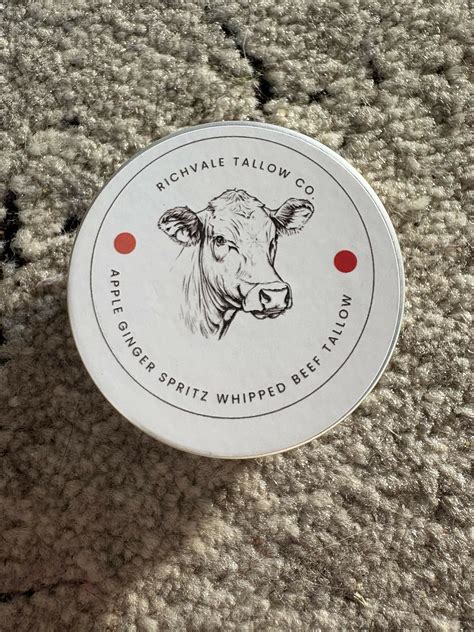 RICHVALE TALLOW CO.
APPLE GINGER SPRITZ WHIPPED BEEF TALLOW